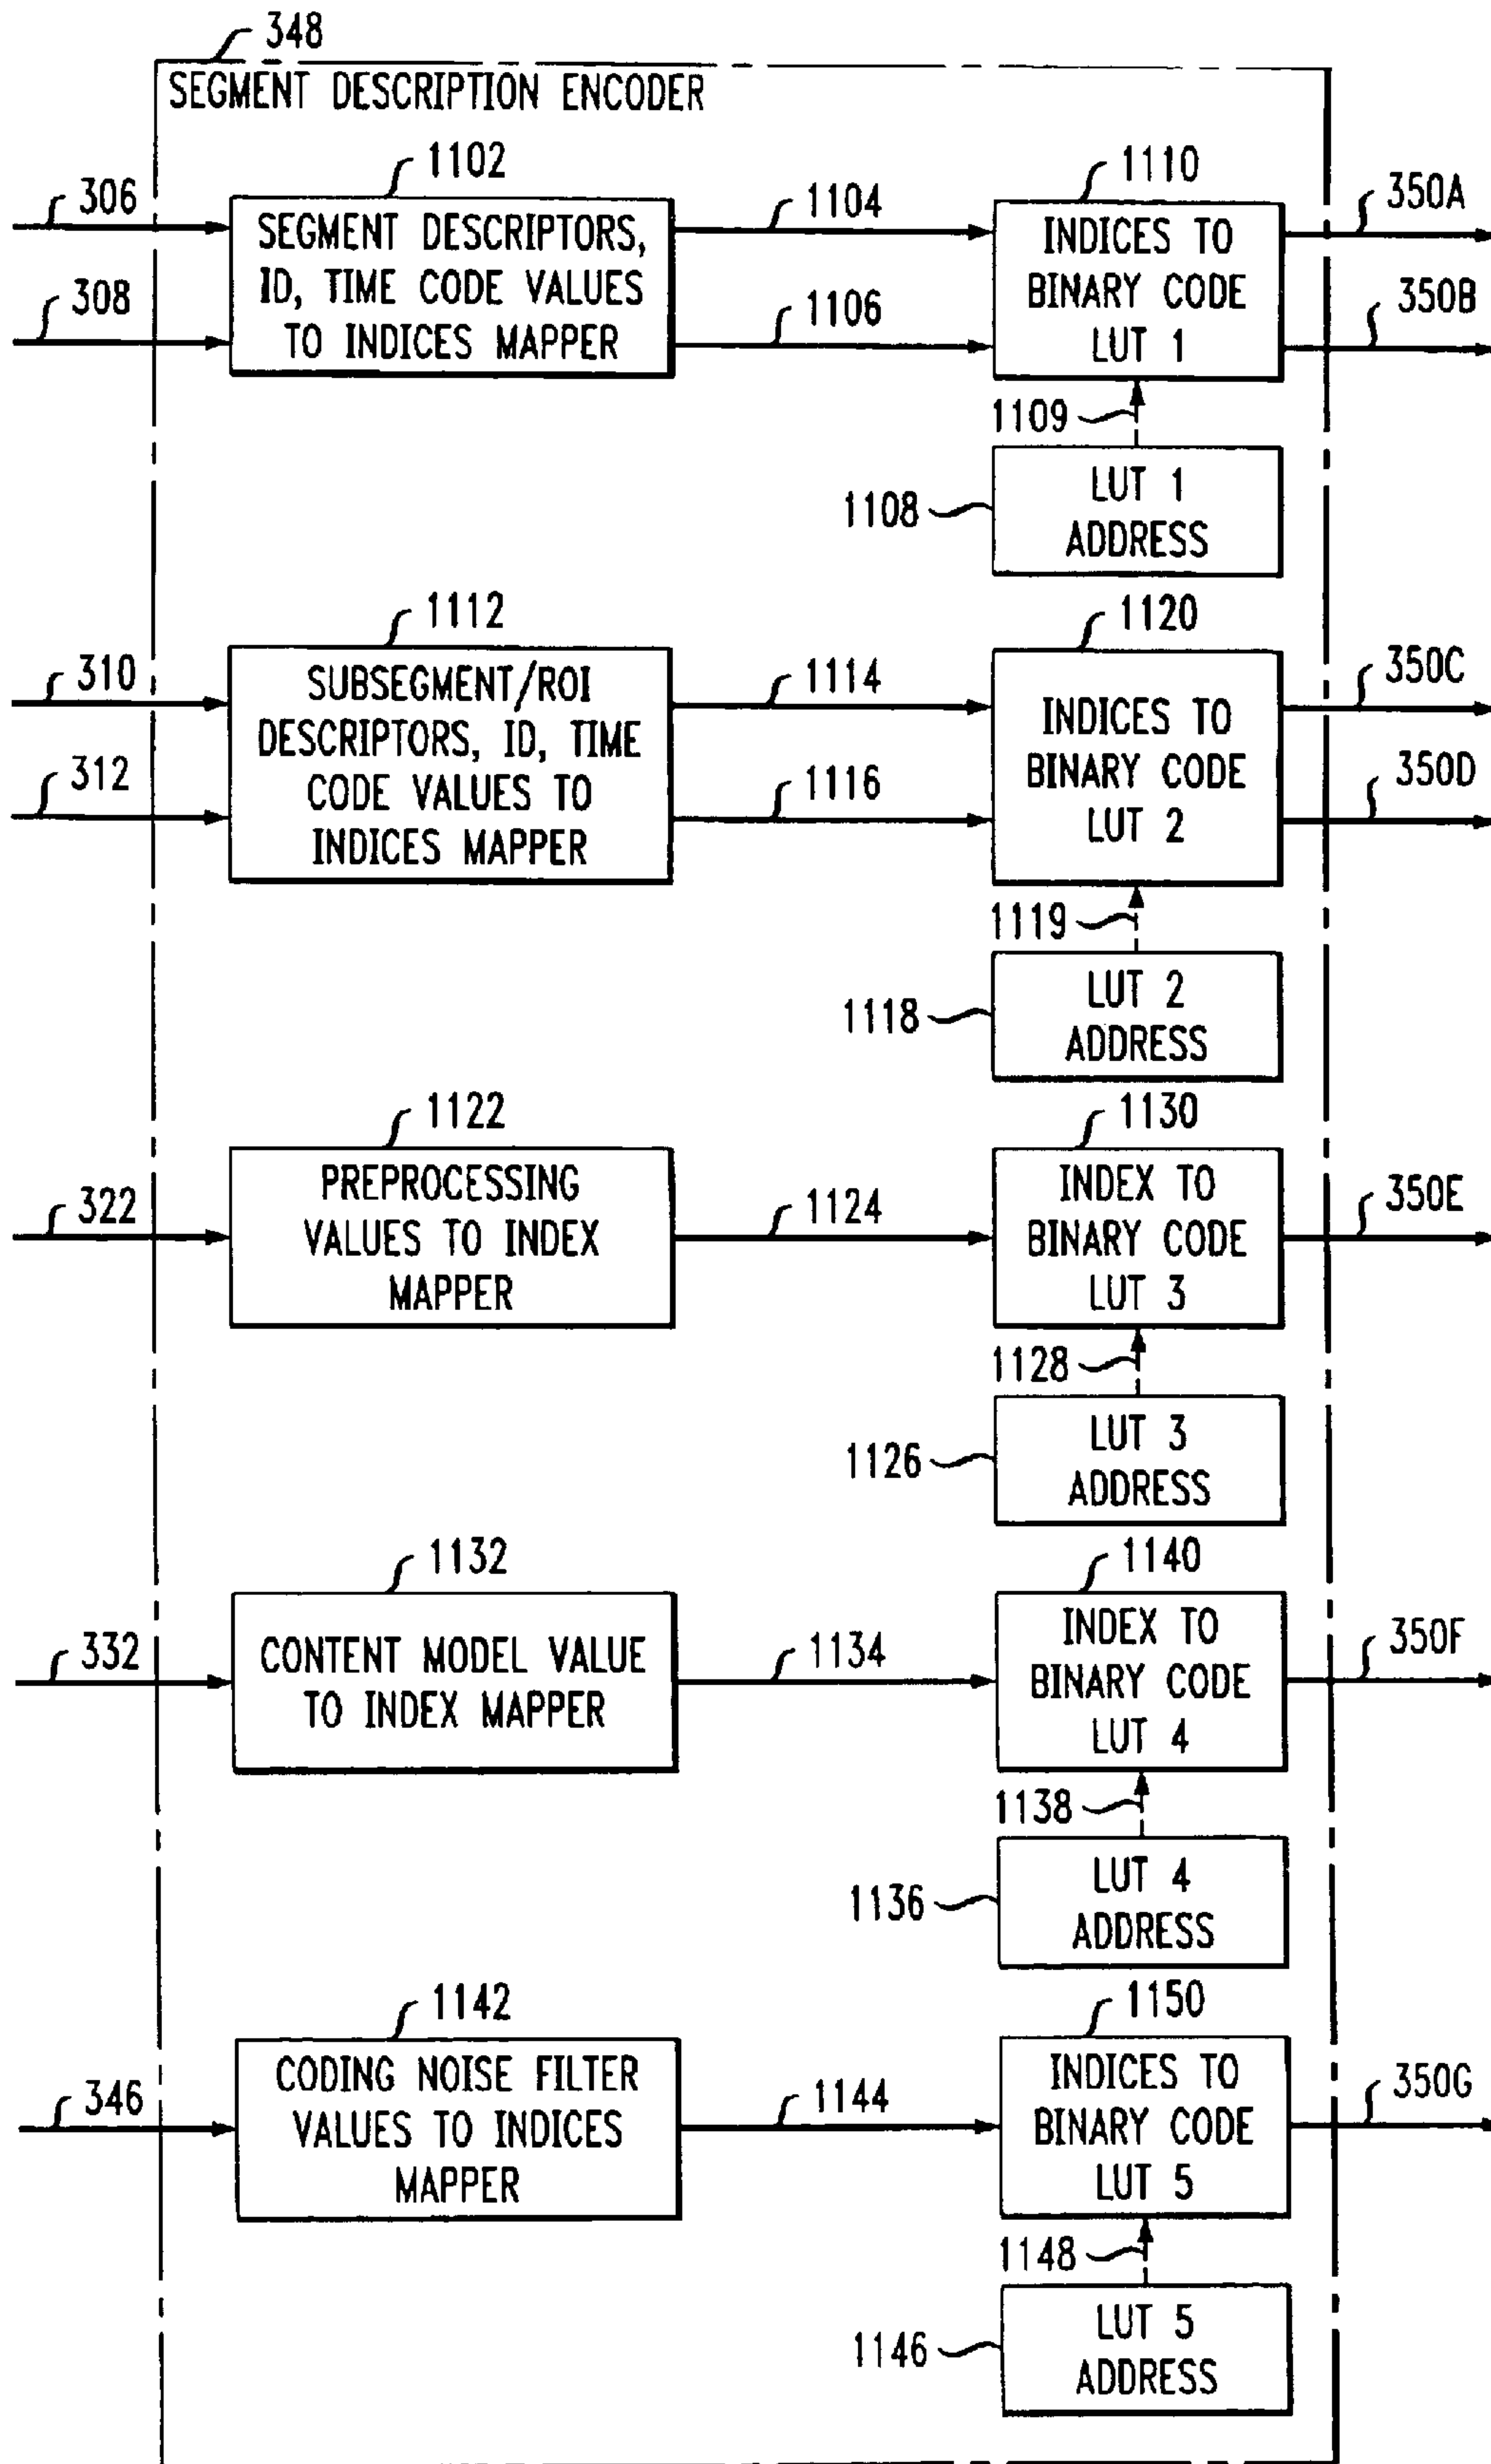 348
SEGMENT DESCRIPTION ENCODER
306
308
1102
SEGMENT DESCRIPTORS,
ID, TIME CODE VALUES
TO INDICES MAPPER
1104
1106
1110
INDICES TO
BINARY CODE
LUT 1
350A
350B
1109
1108
LUT 1
ADDRESS
310
312
1112
SUBSEGMENT/ROI
DESCRIPTORS, ID, TIME
CODE VALUES TO
INDICES MAPPER
1114
1116
1120
INDICES TO
BINARY CODE
LUT 2
350C
350D
1119
1118
LUT 2
ADDRESS
322
1122
PREPROCESSING
VALUES TO INDEX
MAPPER
1124
1130
INDEX TO
BINARY CODE
LUT 3
350E
1128
1126
LUT 3
ADDRESS
332
1132
CONTENT MODEL VALUE
TO INDEX MAPPER
1134
1140
INDEX TO
BINARY CODE
LUT 4
350F
1138
1136
LUT 4
ADDRESS
346
1142
CODING NOISE FILTER
VALUES TO INDICES
MAPPER
1144
1150
INDICES TO
BINARY CODE
LUT 5
350G
1148
1146
LUT 5
ADDRESS